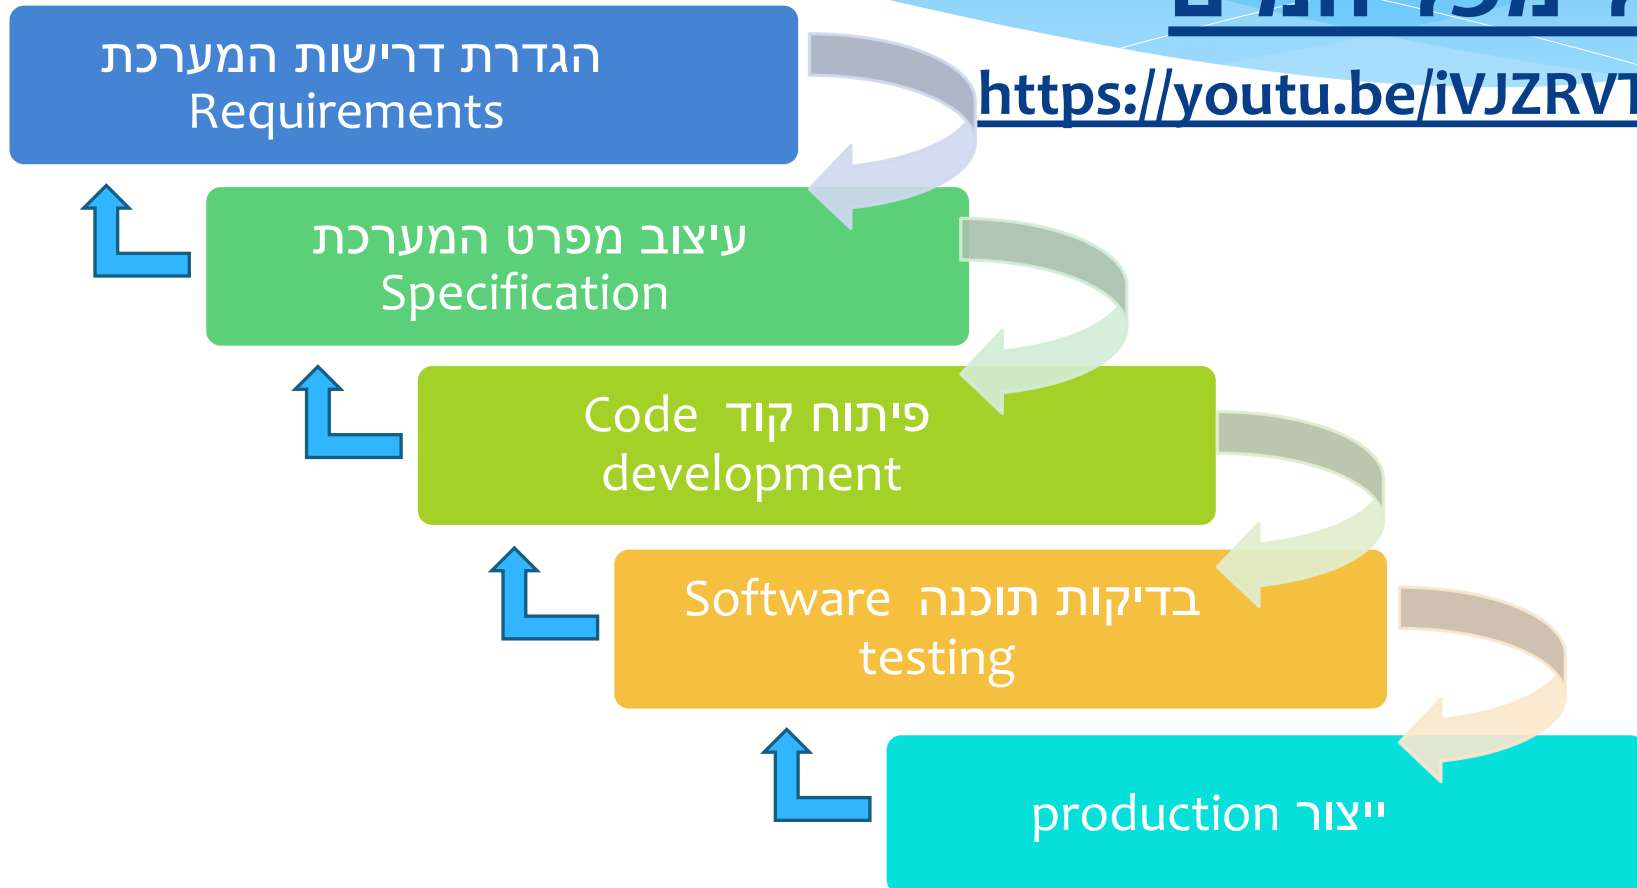 https://youtu.be/iVJZRVT
הגדרת דרישות המערכת
Requirements
עיצוב מפרט המערכת
Specification
פיתוח קוד Code
development
בדיקות תוכנה Software
testing
ייצור production